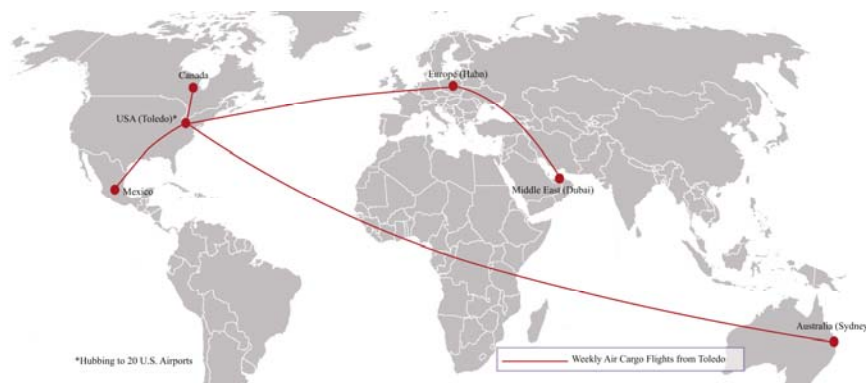 Canada
Europe (Hahn)
USA (Toledo)*
Mexico
Middle East (Dubai)
Australia (Sydney
*Hubbing to 20 U.S. Airports
Weekly Air Cargo Flights from Toledo